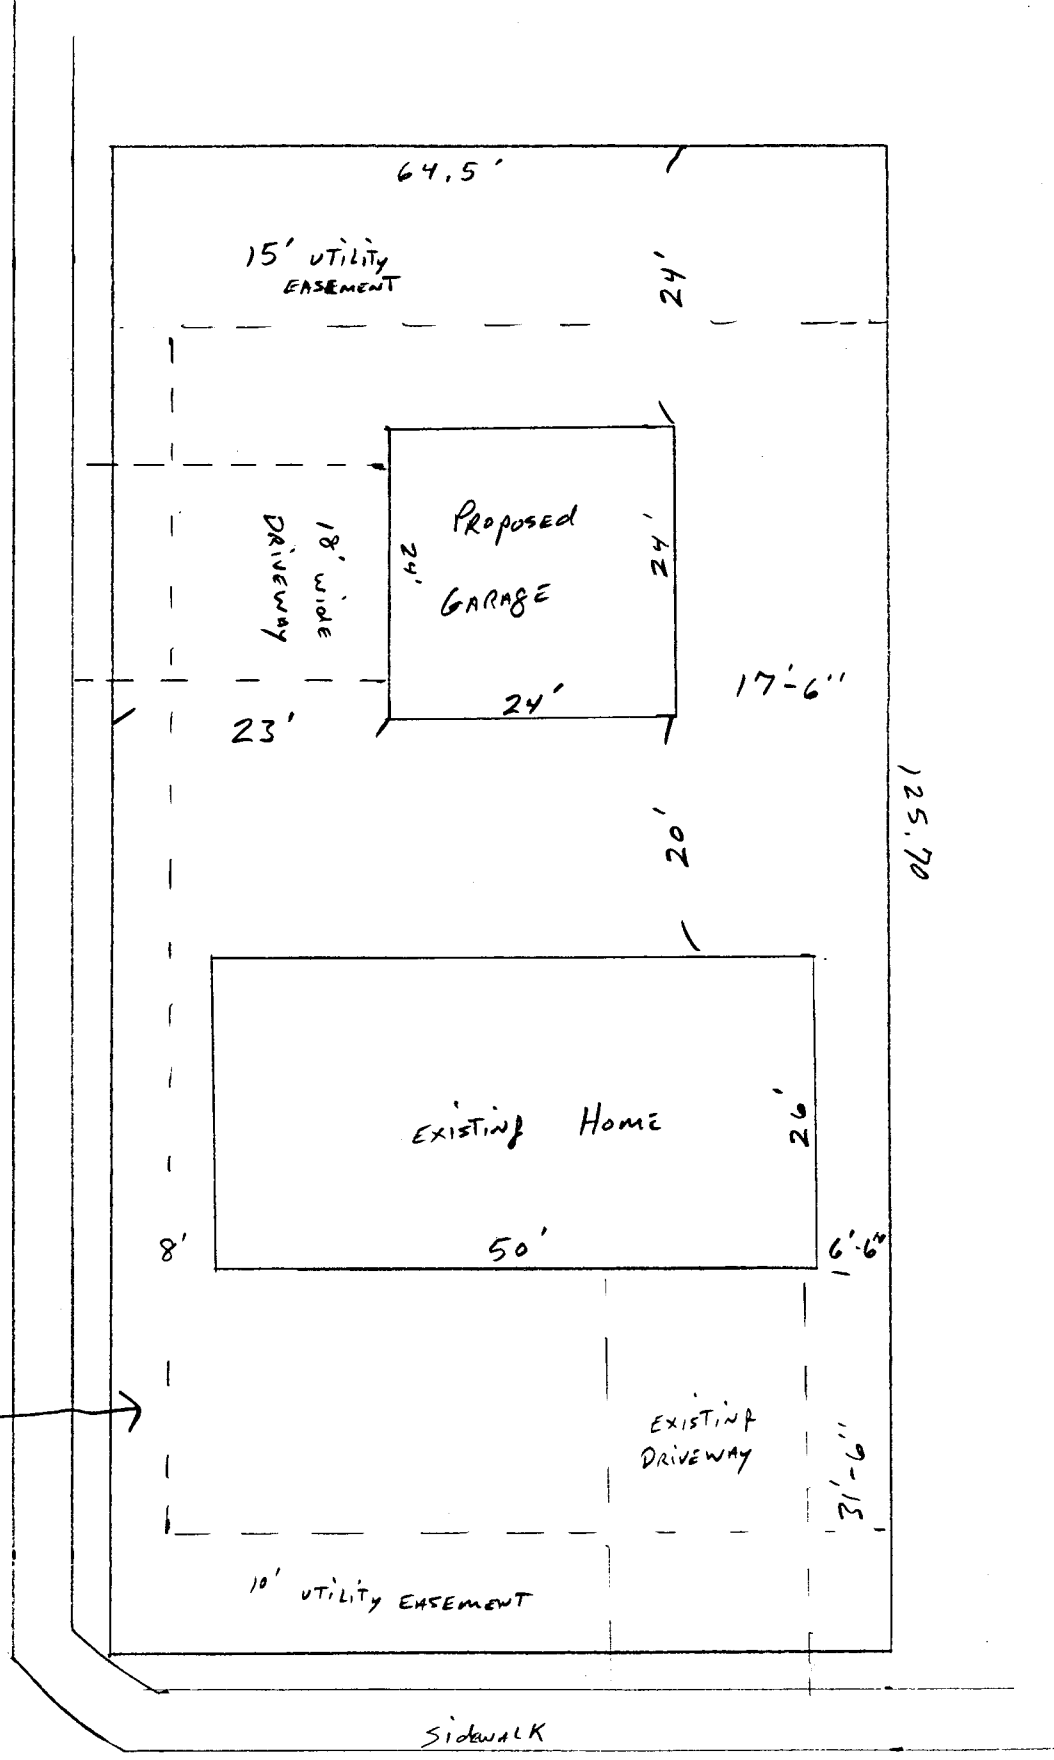 64.5'
15' UTILITY
EASEMENT
24'
PROPOSED
GARAGE
24'
24'
24'
18' WIDE
DRIVEWAY
23'
17'-6"
20'
125.70
EXISTING HOME
26'
8'
50'
6'-6"
EXISTING
DRIVEWAY
31'-6"
10' UTILITY EASEMENT
SIDEWALK